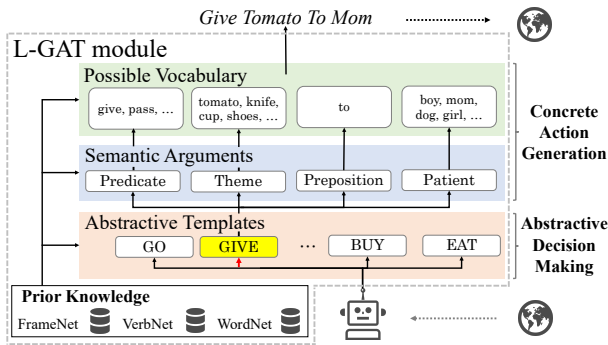 Give Tomato To Mom
L-GAT module
Possible Vocabulary
give, pass, ...
tomato, knife,
cup, shoes, ...
to
boy, mom,
dog, girl, ...
Concrete
Action
Generation
Semantic Arguments
Predicate
Theme
Preposition
Patient
Abstractive Templates
GO
GIVE
...
BUY
EAT
Abstractive
Decision
Making
Prior Knowledge
FrameNet
VerbNet
WordNet